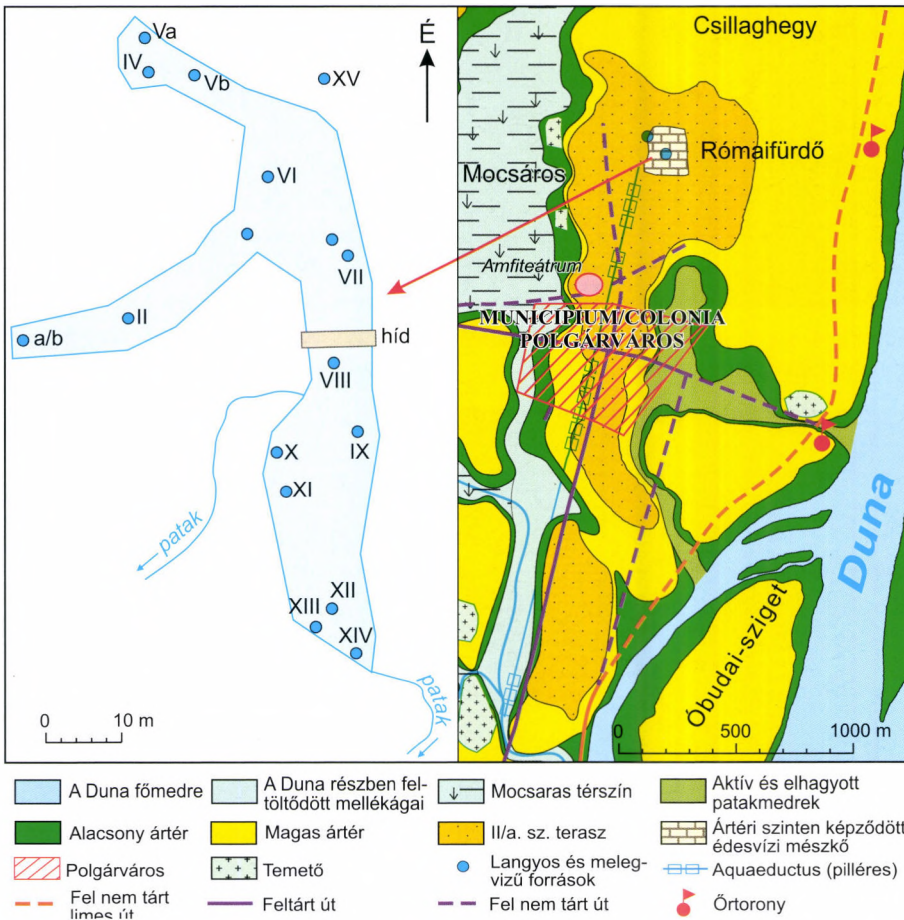 Va
IV
Vb
XV
É
VI
VII
a/b
II
híd
VIII
IX
X
XI
patak
XII
XIII
XIV
patak
0 10 m
Csillaghegy
Rómaifürdő
Mocsáros
Amfiteátrum
MUNICIPIUM/COLONIA
POLGÁRVÁROS
Duna
Óbudai-sziget
0 500 1000 m
A Duna főmedre
A Duna részben fel-
töltődött mellékágai
Mocsaras térszín
Aktív és elhagyott
patakmedrek
Alacsony ártér
Magas ártér
II/a. sz. terasz
Ártéri szinten képződött
édesvízi mészkő
Polgárváros
Temető
Langyos és meleg-
vizű források
Aquaeductus (pilléres)
Fel nem tárt
limes út
Feltárt út
Fel nem tárt út
Őrtorony